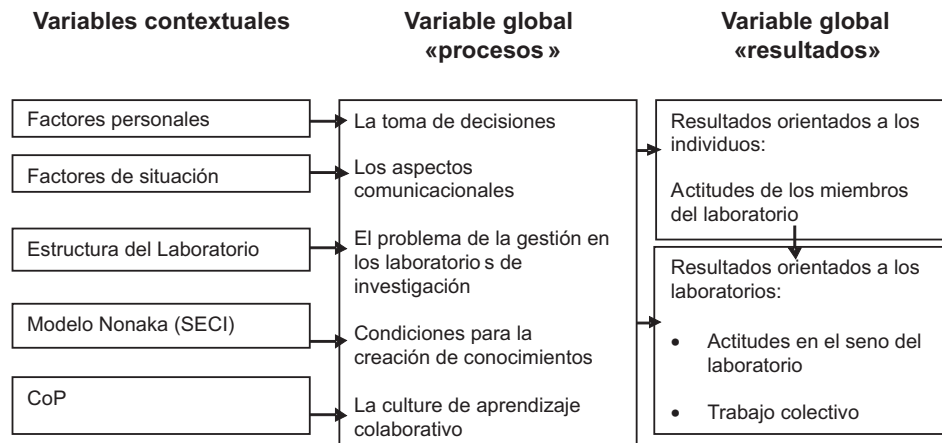 Variables contextuales
Variable global
«procesos »
Variable global
«resultados»
Factores personales
Factores de situación
Estructura del Laboratorio
Modelo Nonaka (SECI)
CoP
La toma de decisiones
Los aspectos
comunicacionales
El problema de la gestión en
los laboratorio s de
investigación
Condiciones para la
creación de conocimientos
La culture de aprendizaje
colaborativo
Resultados orientados a los
individuos:
Actitudes de los miembros
del laboratorio
Resultados orientados a los
laboratorios:
• Actitudes en el seno del
laboratorio
• Trabajo colectivo